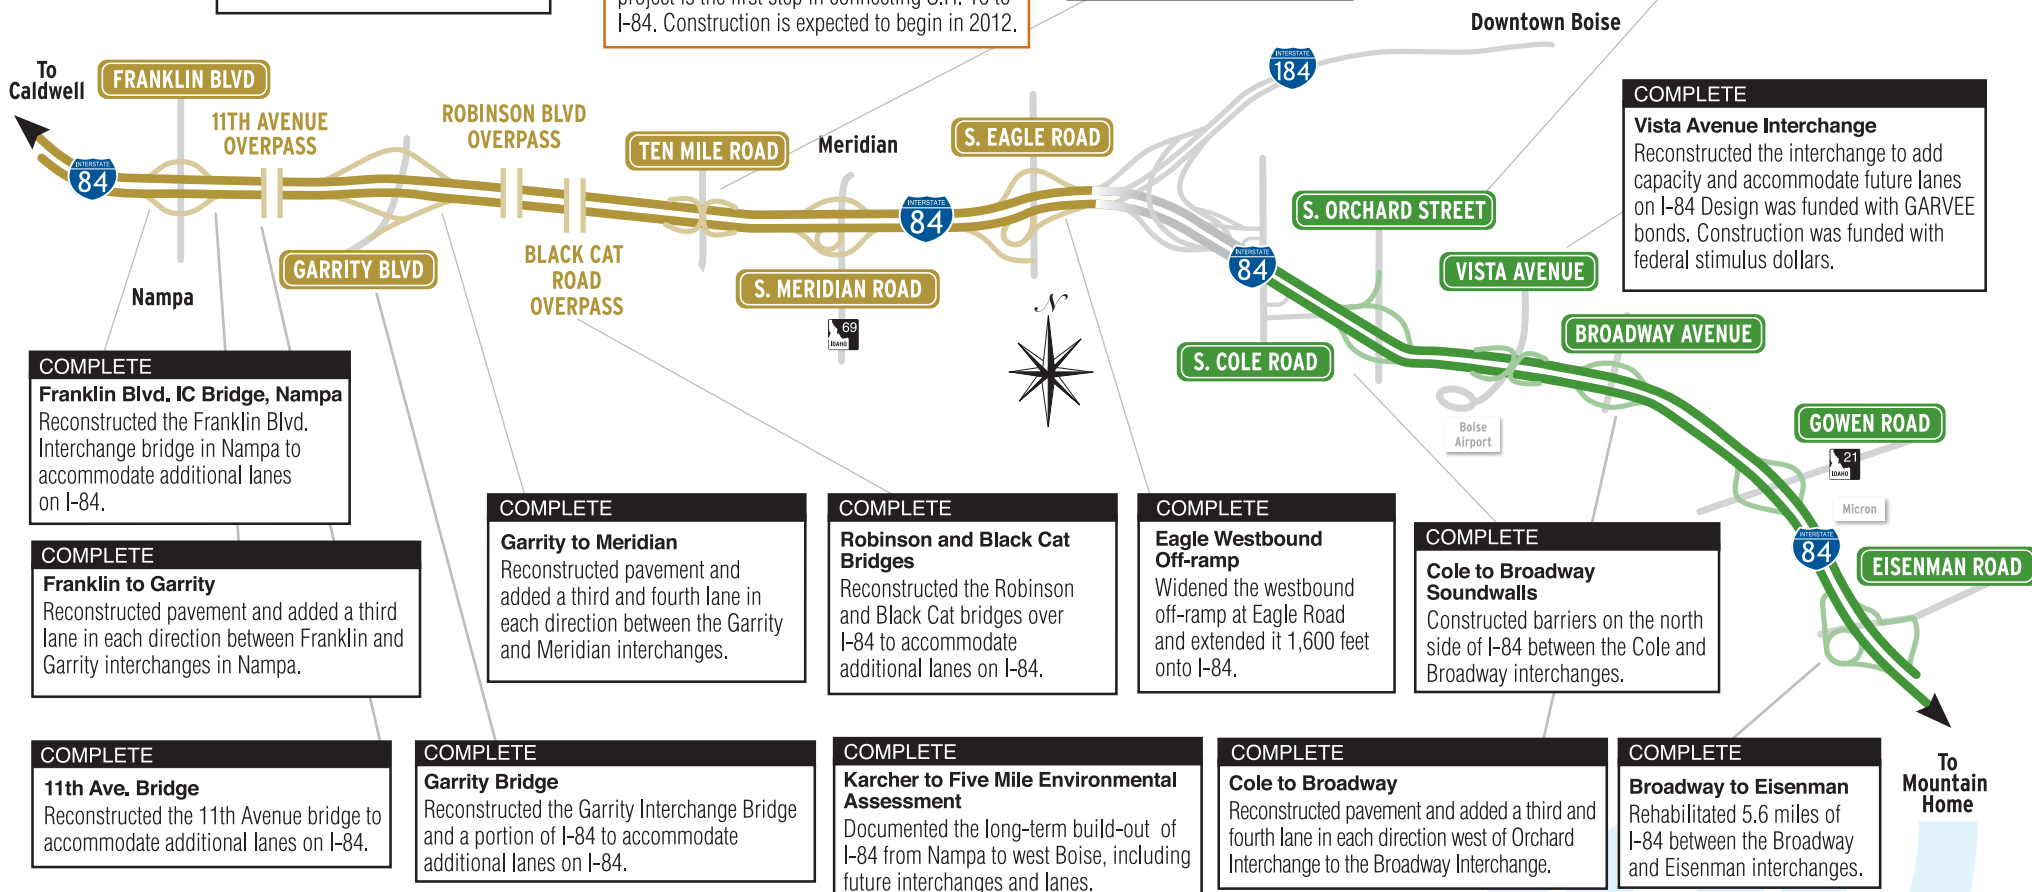 project is the first step in connecting S.H. 16 to
I-84. Construction is expected to begin in 2012.
Downtown Boise
To
Caldwell
FRANKLIN BLVD
11TH AVENUE
OVERPASS
ROBINSON BLVD
OVERPASS
TEN MILE ROAD
Meridian
S. EAGLE ROAD
INTERSTATE
184
INTERSTATE
84
GARRITY BLVD
Nampa
BLACK CAT
ROAD
OVERPASS
S. MERIDIAN ROAD
69
IDAHO
INTERSTATE
84
N
INTERSTATE
84
S. ORCHARD STREET
S. COLE ROAD
VISTA AVENUE
BROADWAY AVENUE
Boise
Airport
GOWEN ROAD
21
IDAHO
Micron
INTERSTATE
84
EISENMAN ROAD
To
Mountain
Home
COMPLETE
Vista Avenue Interchange
Reconstructed the interchange to add
capacity and accommodate future lanes
on I-84 Design was funded with GARVEE
bonds. Construction was funded with
federal stimulus dollars.
COMPLETE
Franklin Blvd. IC Bridge, Nampa
Reconstructed the Franklin Blvd.
Interchange bridge in Nampa to
accommodate additional lanes
on I-84.
COMPLETE
Franklin to Garrity
Reconstructed pavement and added a third
lane in each direction between Franklin and
Garrity interchanges in Nampa.
COMPLETE
Garrity to Meridian
Reconstructed pavement and
added a third and fourth lane in
each direction between the Garrity
and Meridian interchanges.
COMPLETE
Robinson and Black Cat
Bridges
Reconstructed the Robinson
and Black Cat bridges over
I-84 to accommodate
additional lanes on I-84.
COMPLETE
Eagle Westbound
Off-ramp
Widened the westbound
off-ramp at Eagle Road
and extended it 1,600 feet
onto I-84.
COMPLETE
Cole to Broadway
Soundwalls
Constructed barriers on the north
side of I-84 between the Cole and
Broadway interchanges.
COMPLETE
11th Ave. Bridge
Reconstructed the 11th Avenue bridge to
accommodate additional lanes on I-84.
COMPLETE
Garrity Bridge
Reconstructed the Garrity Interchange Bridge
and a portion of I-84 to accommodate
additional lanes on I-84.
COMPLETE
Karcher to Five Mile Environmental
Assessment
Documented the long-term build-out of
I-84 from Nampa to west Boise, including
future interchanges and lanes.
COMPLETE
Cole to Broadway
Reconstructed pavement and added a third and
fourth lane in each direction west of Orchard
Interchange to the Broadway Interchange.
COMPLETE
Broadway to Eisenman
Rehabilitated 5.6 miles of
I-84 between the Broadway
and Eisenman interchanges.